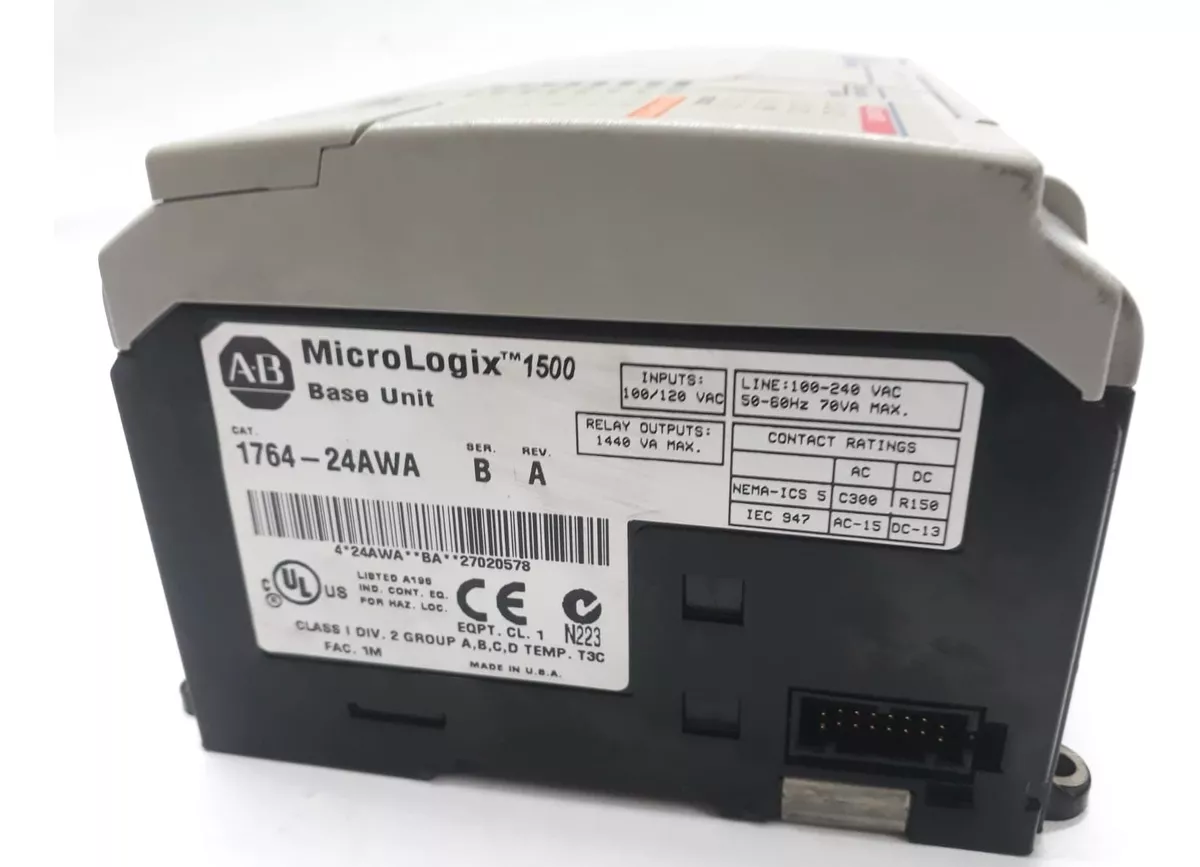 A·B
MicroLogix™ 1500
Base Unit
CAT.
1764-24AWA
SER.
B
REV.
A
4*24AWA**BA**27020578
C UL US
LISTED A196
IND. CONT. EQ.
FOR HAZ. LOC.
CE
EQPT. CL. 1
N223
CLASS I DIV. 2 GROUP A,B,C,D TEMP. T3C
FAC. 1M
MADE IN U.S.A.
INPUTS:
100/120 VAC
RELAY OUTPUTS:
1440 VA MAX.
LINE:100-240 VAC
50-60Hz 70VA MAX.
CONTACT RATINGS
AC DC
NEMA-ICS 5 C300 R150
IEC 947 AC-15 DC-13